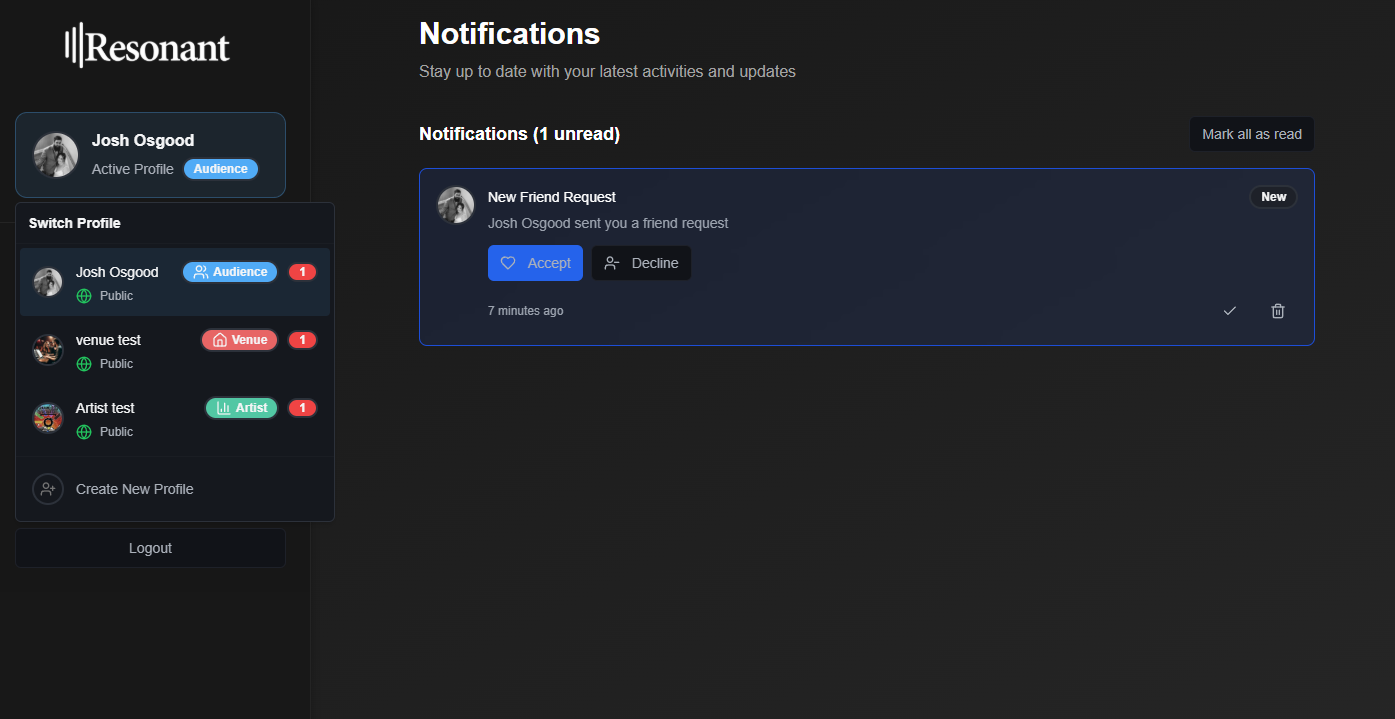 Resonant
Josh Osgood
Active Profile Audience
Switch Profile
Josh Osgood Audience 1
Public
venue test Venue 1
Public
Artist test Artist 1
Public
Create New Profile
Logout
Notifications
Stay up to date with your latest activities and updates
Notifications (1 unread) Mark all as read
New Friend Request New
Josh Osgood sent you a friend request
Accept Decline
7 minutes ago